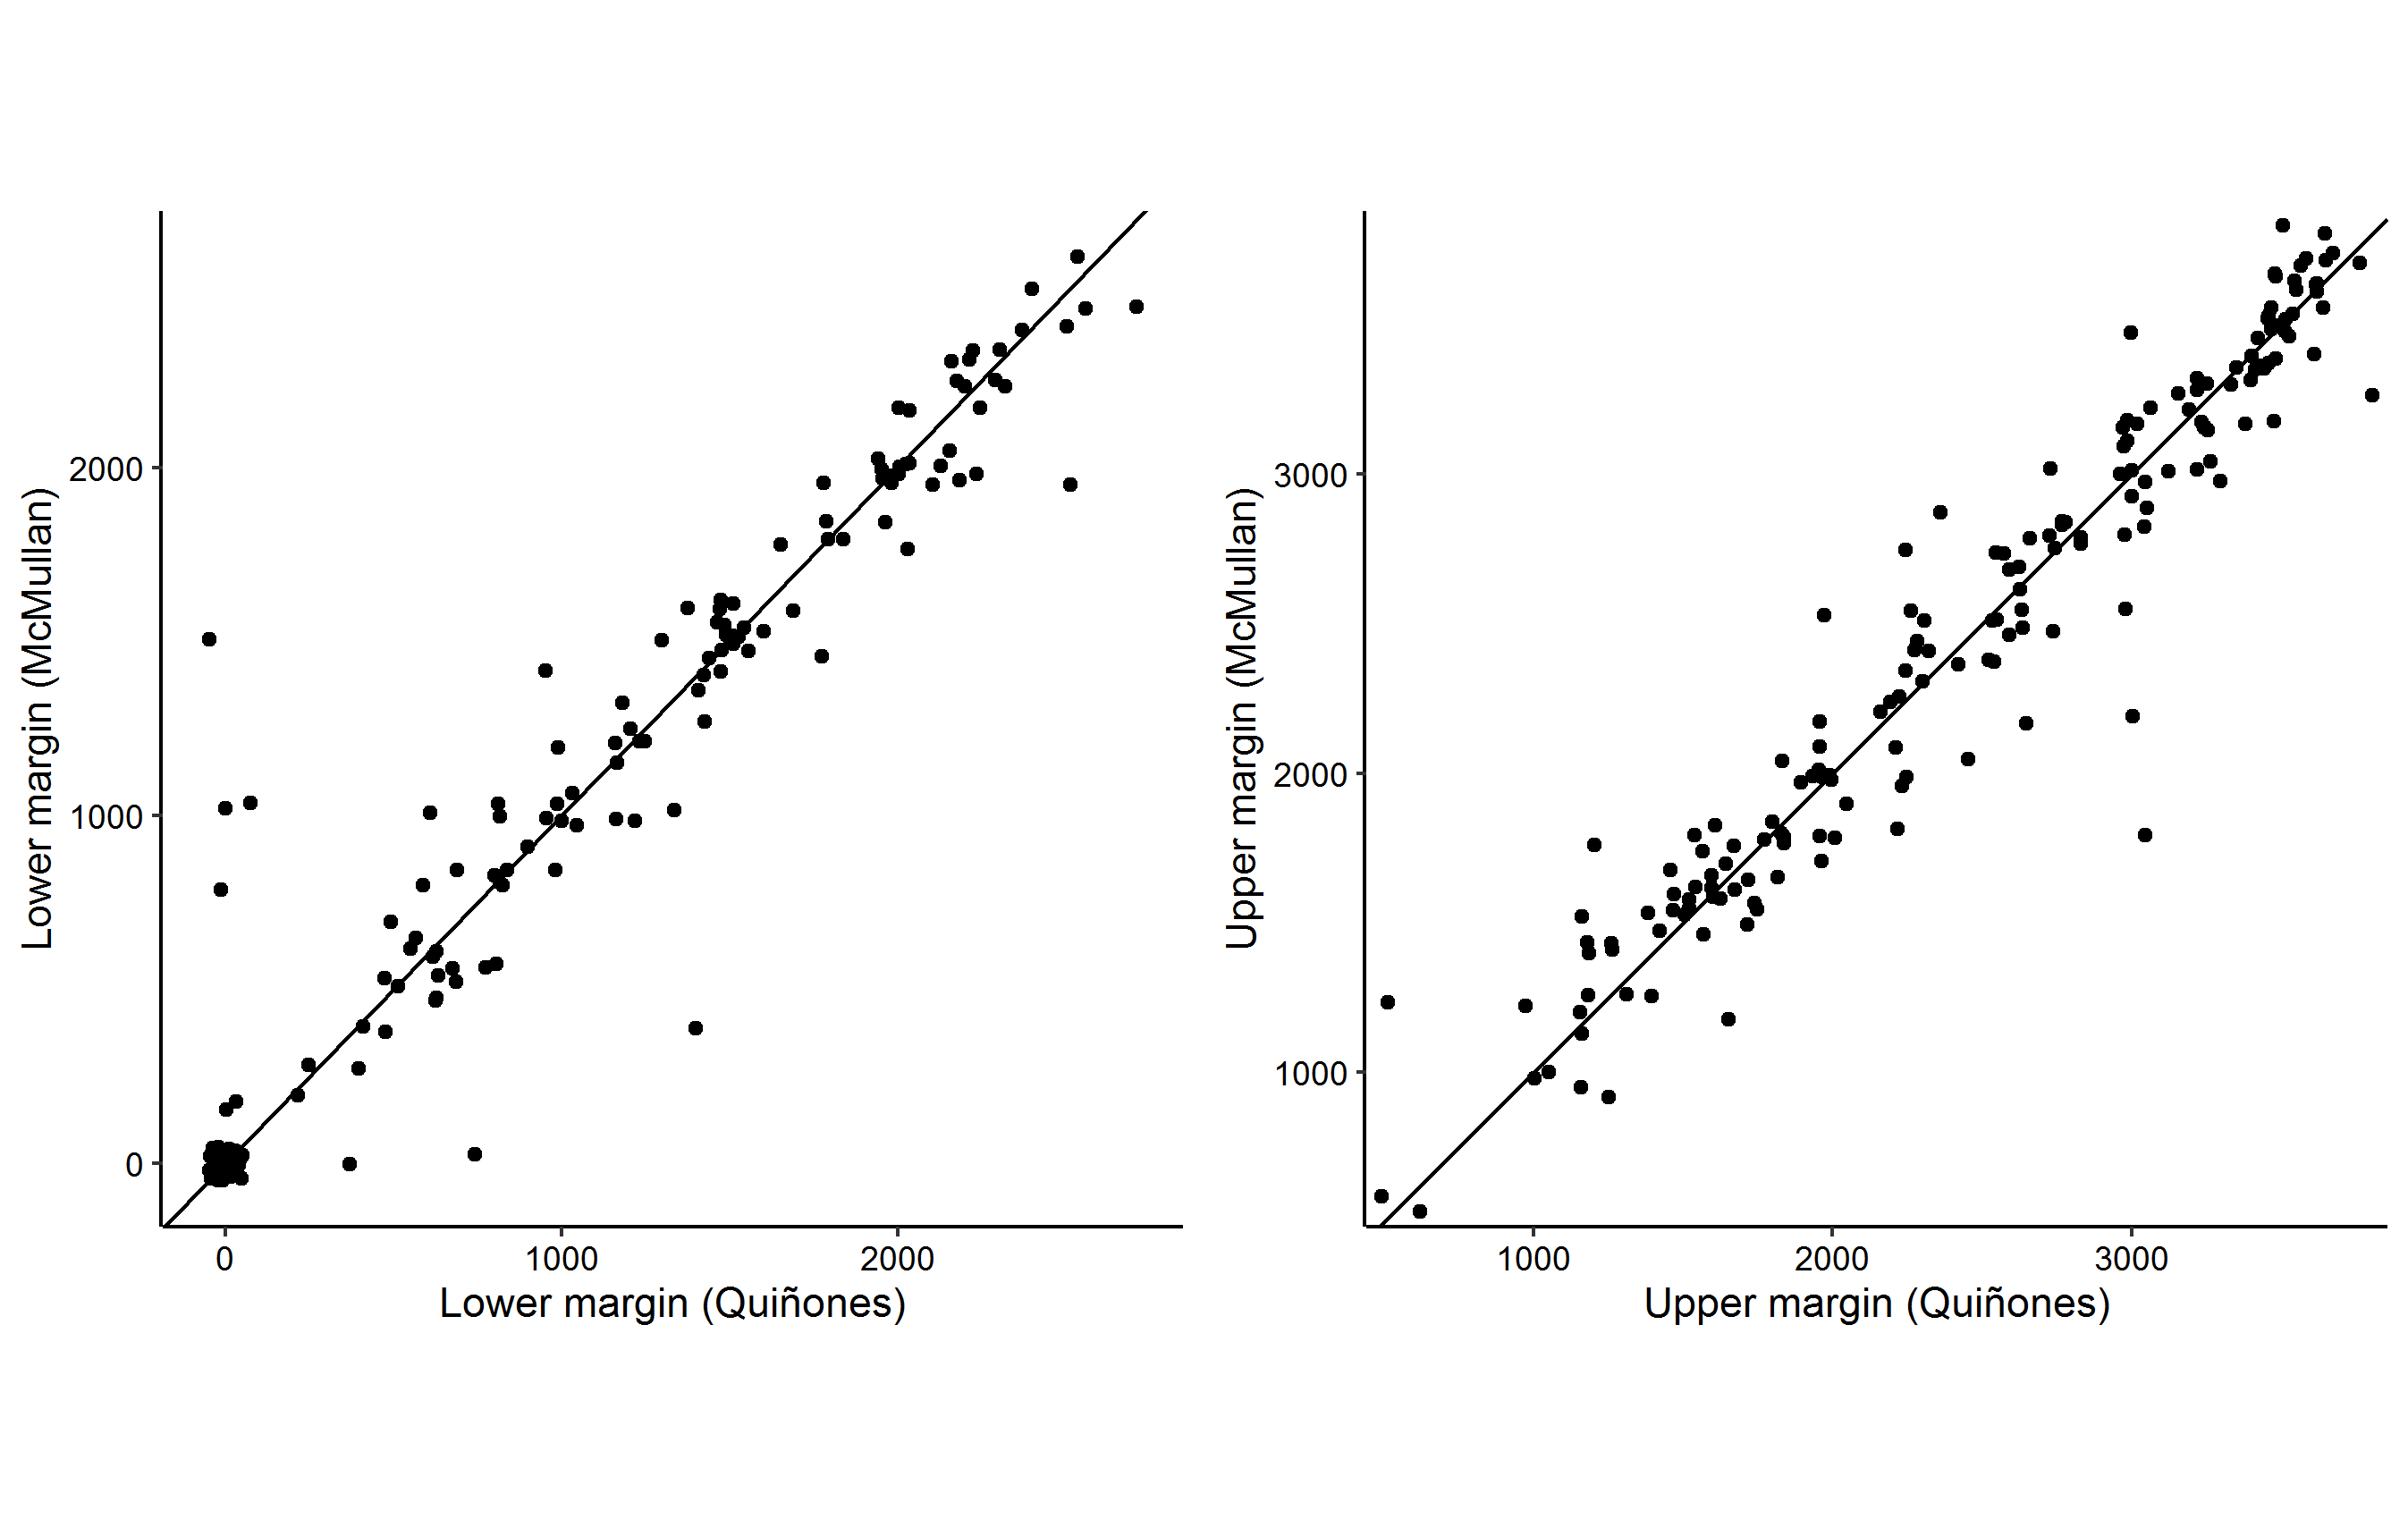 Lower margin (McMullan)
2000
1000
0
0 1000 2000
Lower margin (Quiñones)
Upper margin (McMullan)
3000
2000
1000
1000 2000 3000
Upper margin (Quiñones)